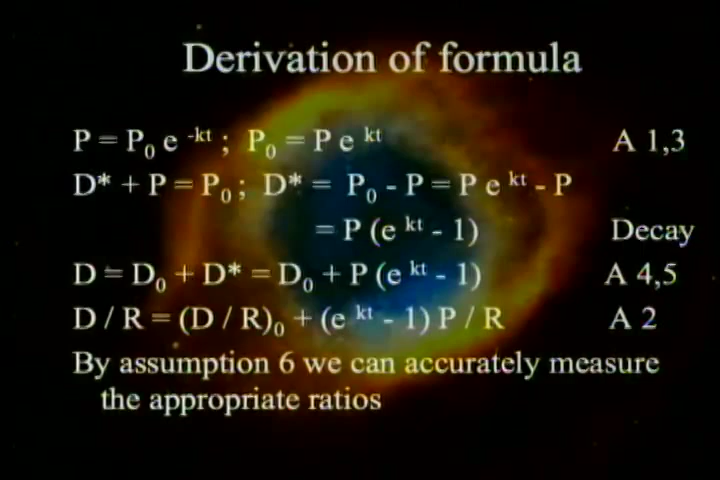 Derivation of formula
P = P₀ e ⁻ᵏᵗ ; P₀ = P e ᵏᵗ A 1,3
D* + P = P₀ ; D* = P₀ - P = P e ᵏᵗ - P
= P (e ᵏᵗ - 1) Decay
D = D₀ + D* = D₀ + P (e ᵏᵗ - 1) A 4,5
D / R = (D / R)₀ + (e ᵏᵗ - 1) P / R A 2
By assumption 6 we can accurately measure
the appropriate ratios